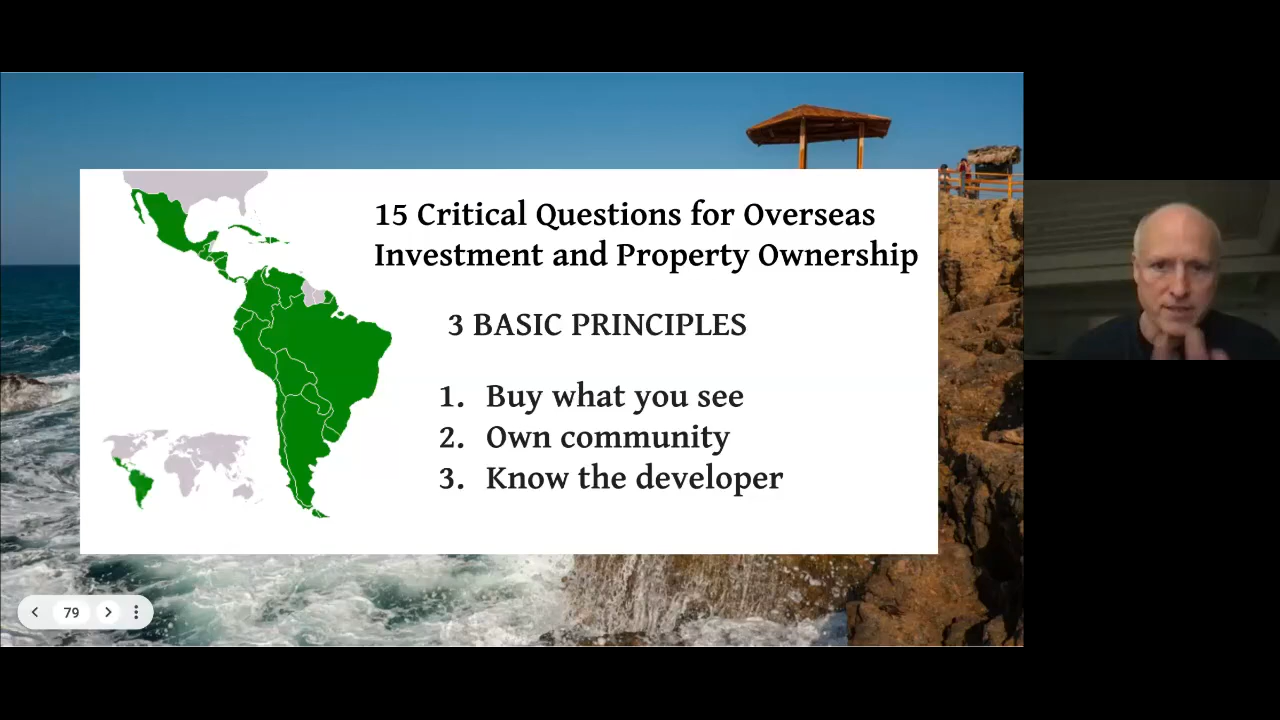 15 Critical Questions for Overseas
Investment and Property Ownership
3 BASIC PRINCIPLES
1. Buy what you see
2. Own community
3. Know the developer
79